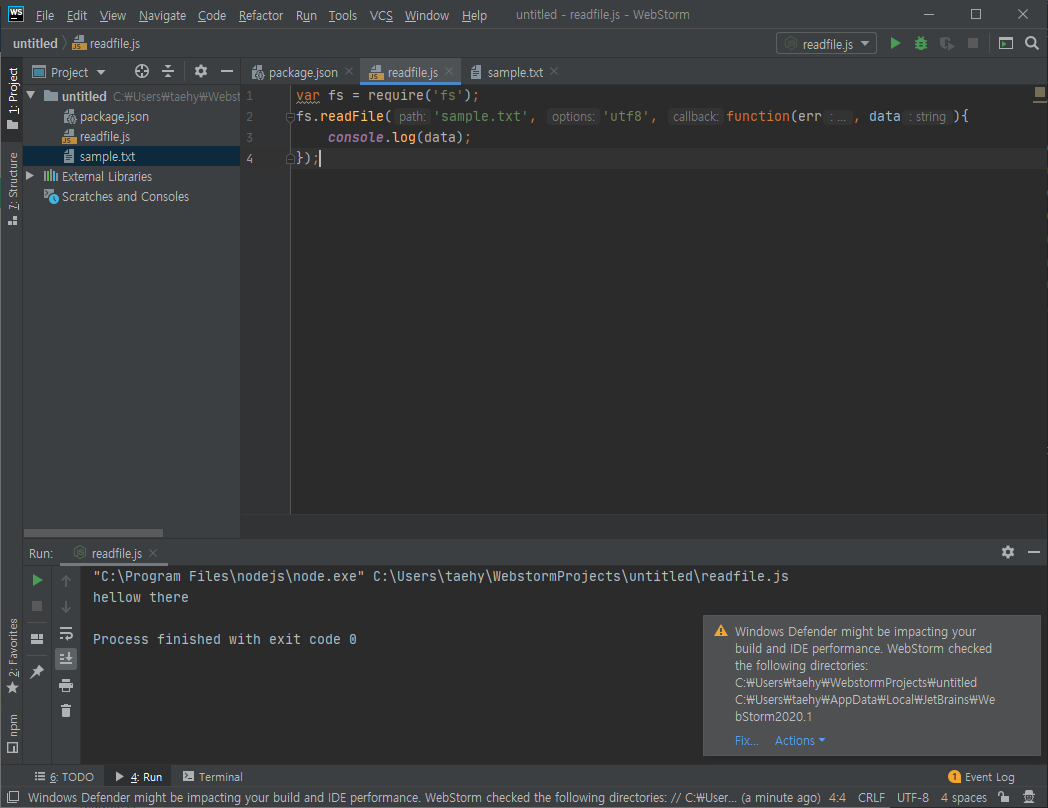 WS File Edit View Navigate Code Refactor Run Tools VCS Window Help untitled - readfile.js - WebStorm
untitled readfile.js readfile.js
1: Project
7: Structure
2: Favorites
npm
Project
untitled C:₩Users₩taehy₩Webst
package.json
readfile.js
sample.txt
External Libraries
Scratches and Consoles
package.json readfile.js sample.txt
1 var fs = require('fs');
2 fs.readFile( path: 'sample.txt', options: 'utf8', callback: function(err : ... , data : string ){
3 console.log(data);
4 });
Run: readfile.js
"C:\Program Files\nodejs\node.exe" C:\Users\taehy\WebstormProjects\untitled\readfile.js
hellow there
Process finished with exit code 0
Windows Defender might be impacting your
build and IDE performance. WebStorm checked
the following directories:
C:₩Users₩taehy₩WebstormProjects₩untitled
C:₩Users₩taehy₩AppData₩Local₩JetBrains₩We
bStorm2020.1
Fix... Actions
6: TODO 4: Run Terminal 1 Event Log
Windows Defender might be impacting your build and IDE performance. WebStorm checked the following directories: // C:₩User... (a minute ago) 4:4 CRLF UTF-8 4 spaces